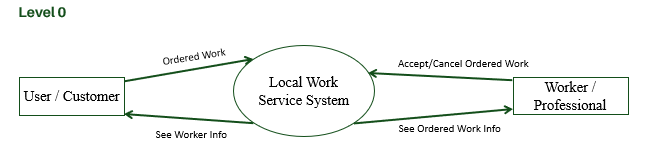 Level 0
Ordered Work
Accept/Cancel Ordered Work
User / Customer
Local Work
Service System
Worker /
Professional
See Worker Info
See Ordered Work Info